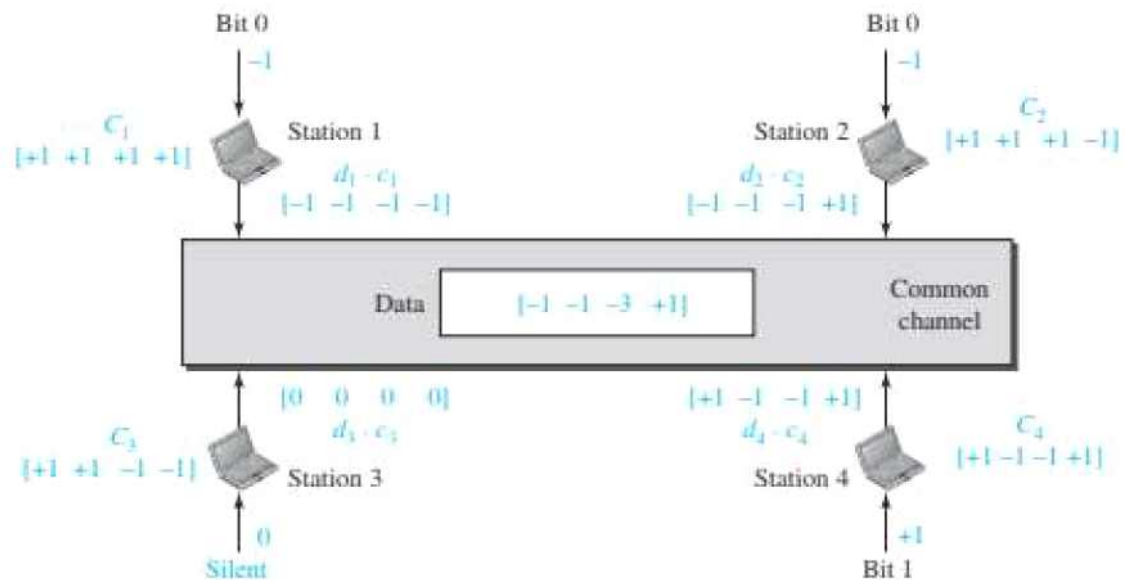 Bit 0
Bit 0
–1
–1
C1
Station 1
Station 2
C2
[+1 +1 +1 +1]
[+1 +1 +1 –1]
d1 · c1
d2 · c2
[–1 –1 –1 –1]
[–1 –1 –1 +1]
Data
[–1 –1 –3 +1]
Common
channel
[0 0 0 0]
[+1 –1 –1 +1]
C3
d3 · c3
d4 · c4
C4
[+1 +1 –1 –1]
[+1 –1 –1 +1]
Station 3
Station 4
0
+1
Silent
Bit 1